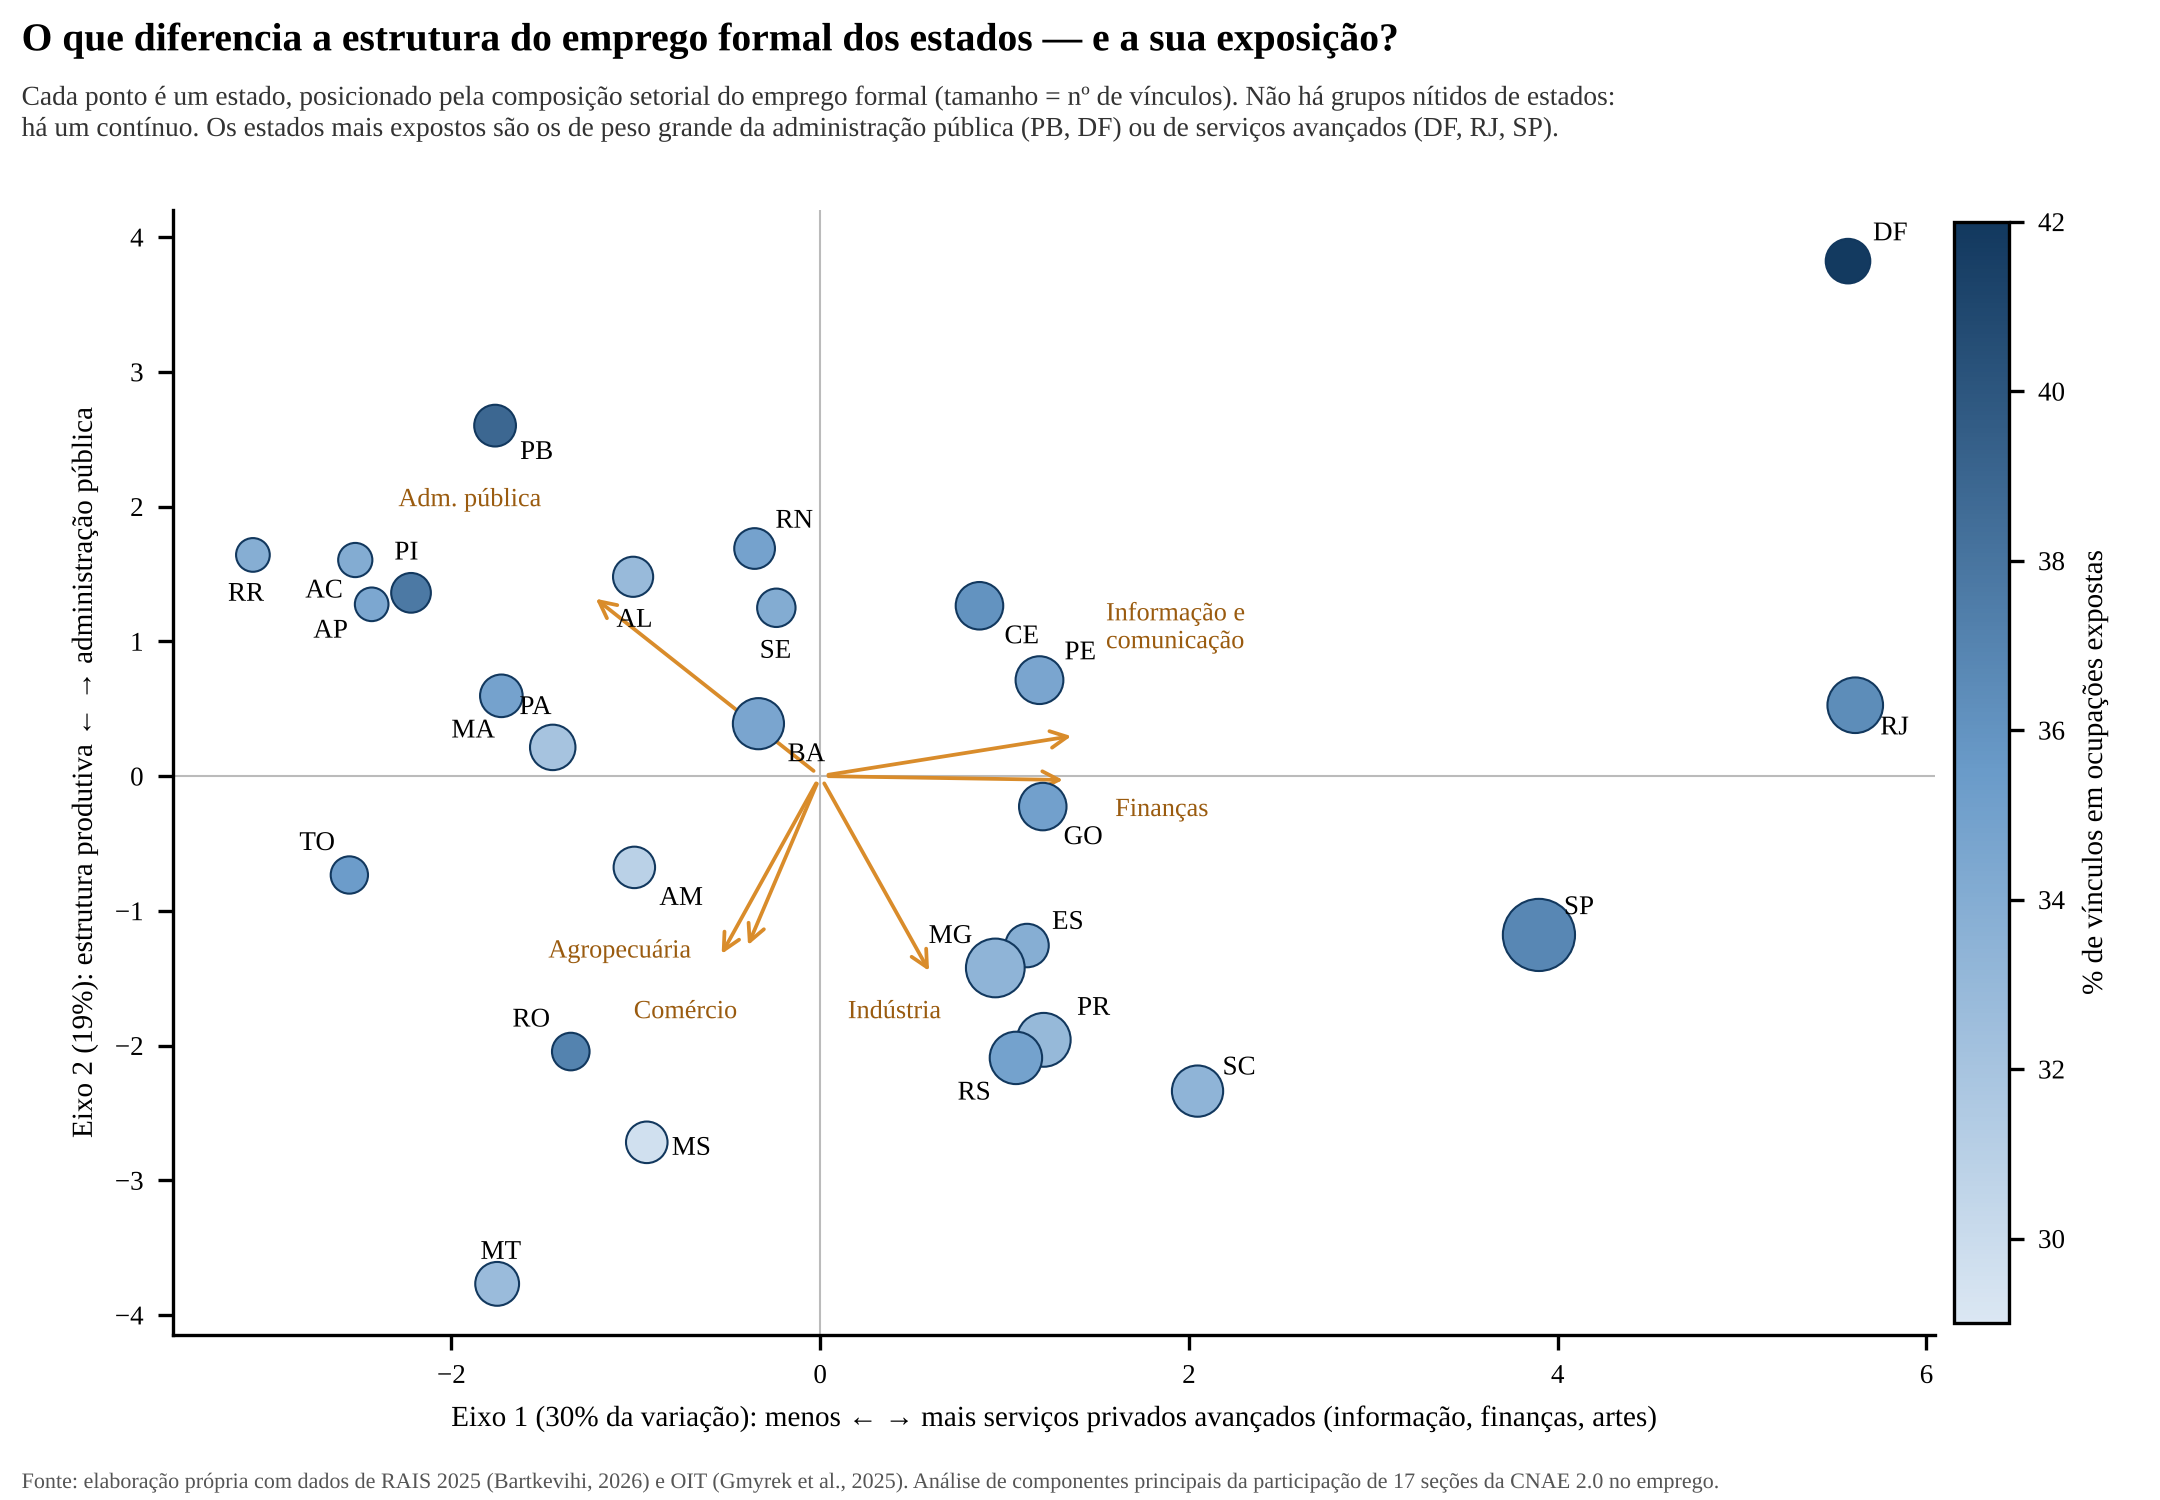 O que diferencia a estrutura do emprego formal dos estados — e a sua exposição?
Cada ponto é um estado, posicionado pela composição setorial do emprego formal (tamanho = nº de vínculos). Não há grupos nítidos de estados:
há um contínuo. Os estados mais expostos são os de peso grande da administração pública (PB, DF) ou de serviços avançados (DF, RJ, SP).
Eixo 2 (19%): estrutura produtiva ← → administração pública
4
3
2
1
0
−1
−2
−3
−4
DF
PB
Adm. pública
RN
PI
RR
AC
AP
AL
SE
CE
PE
Informação e
comunicação
MA
PA
BA
RJ
Finanças
GO
TO
AM
SP
MG
ES
Agropecuária
Comércio
Indústria
RO
PR
RS
SC
MS
MT
−2
0
2
4
6
Eixo 1 (30% da variação): menos ← → mais serviços privados avançados (informação, finanças, artes)
42
40
38
36
34
32
30
% de vínculos em ocupações expostas
Fonte: elaboração própria com dados de RAIS 2025 (Bartkevihi, 2026) e OIT (Gmyrek et al., 2025). Análise de componentes principais da participação de 17 seções da CNAE 2.0 no emprego.